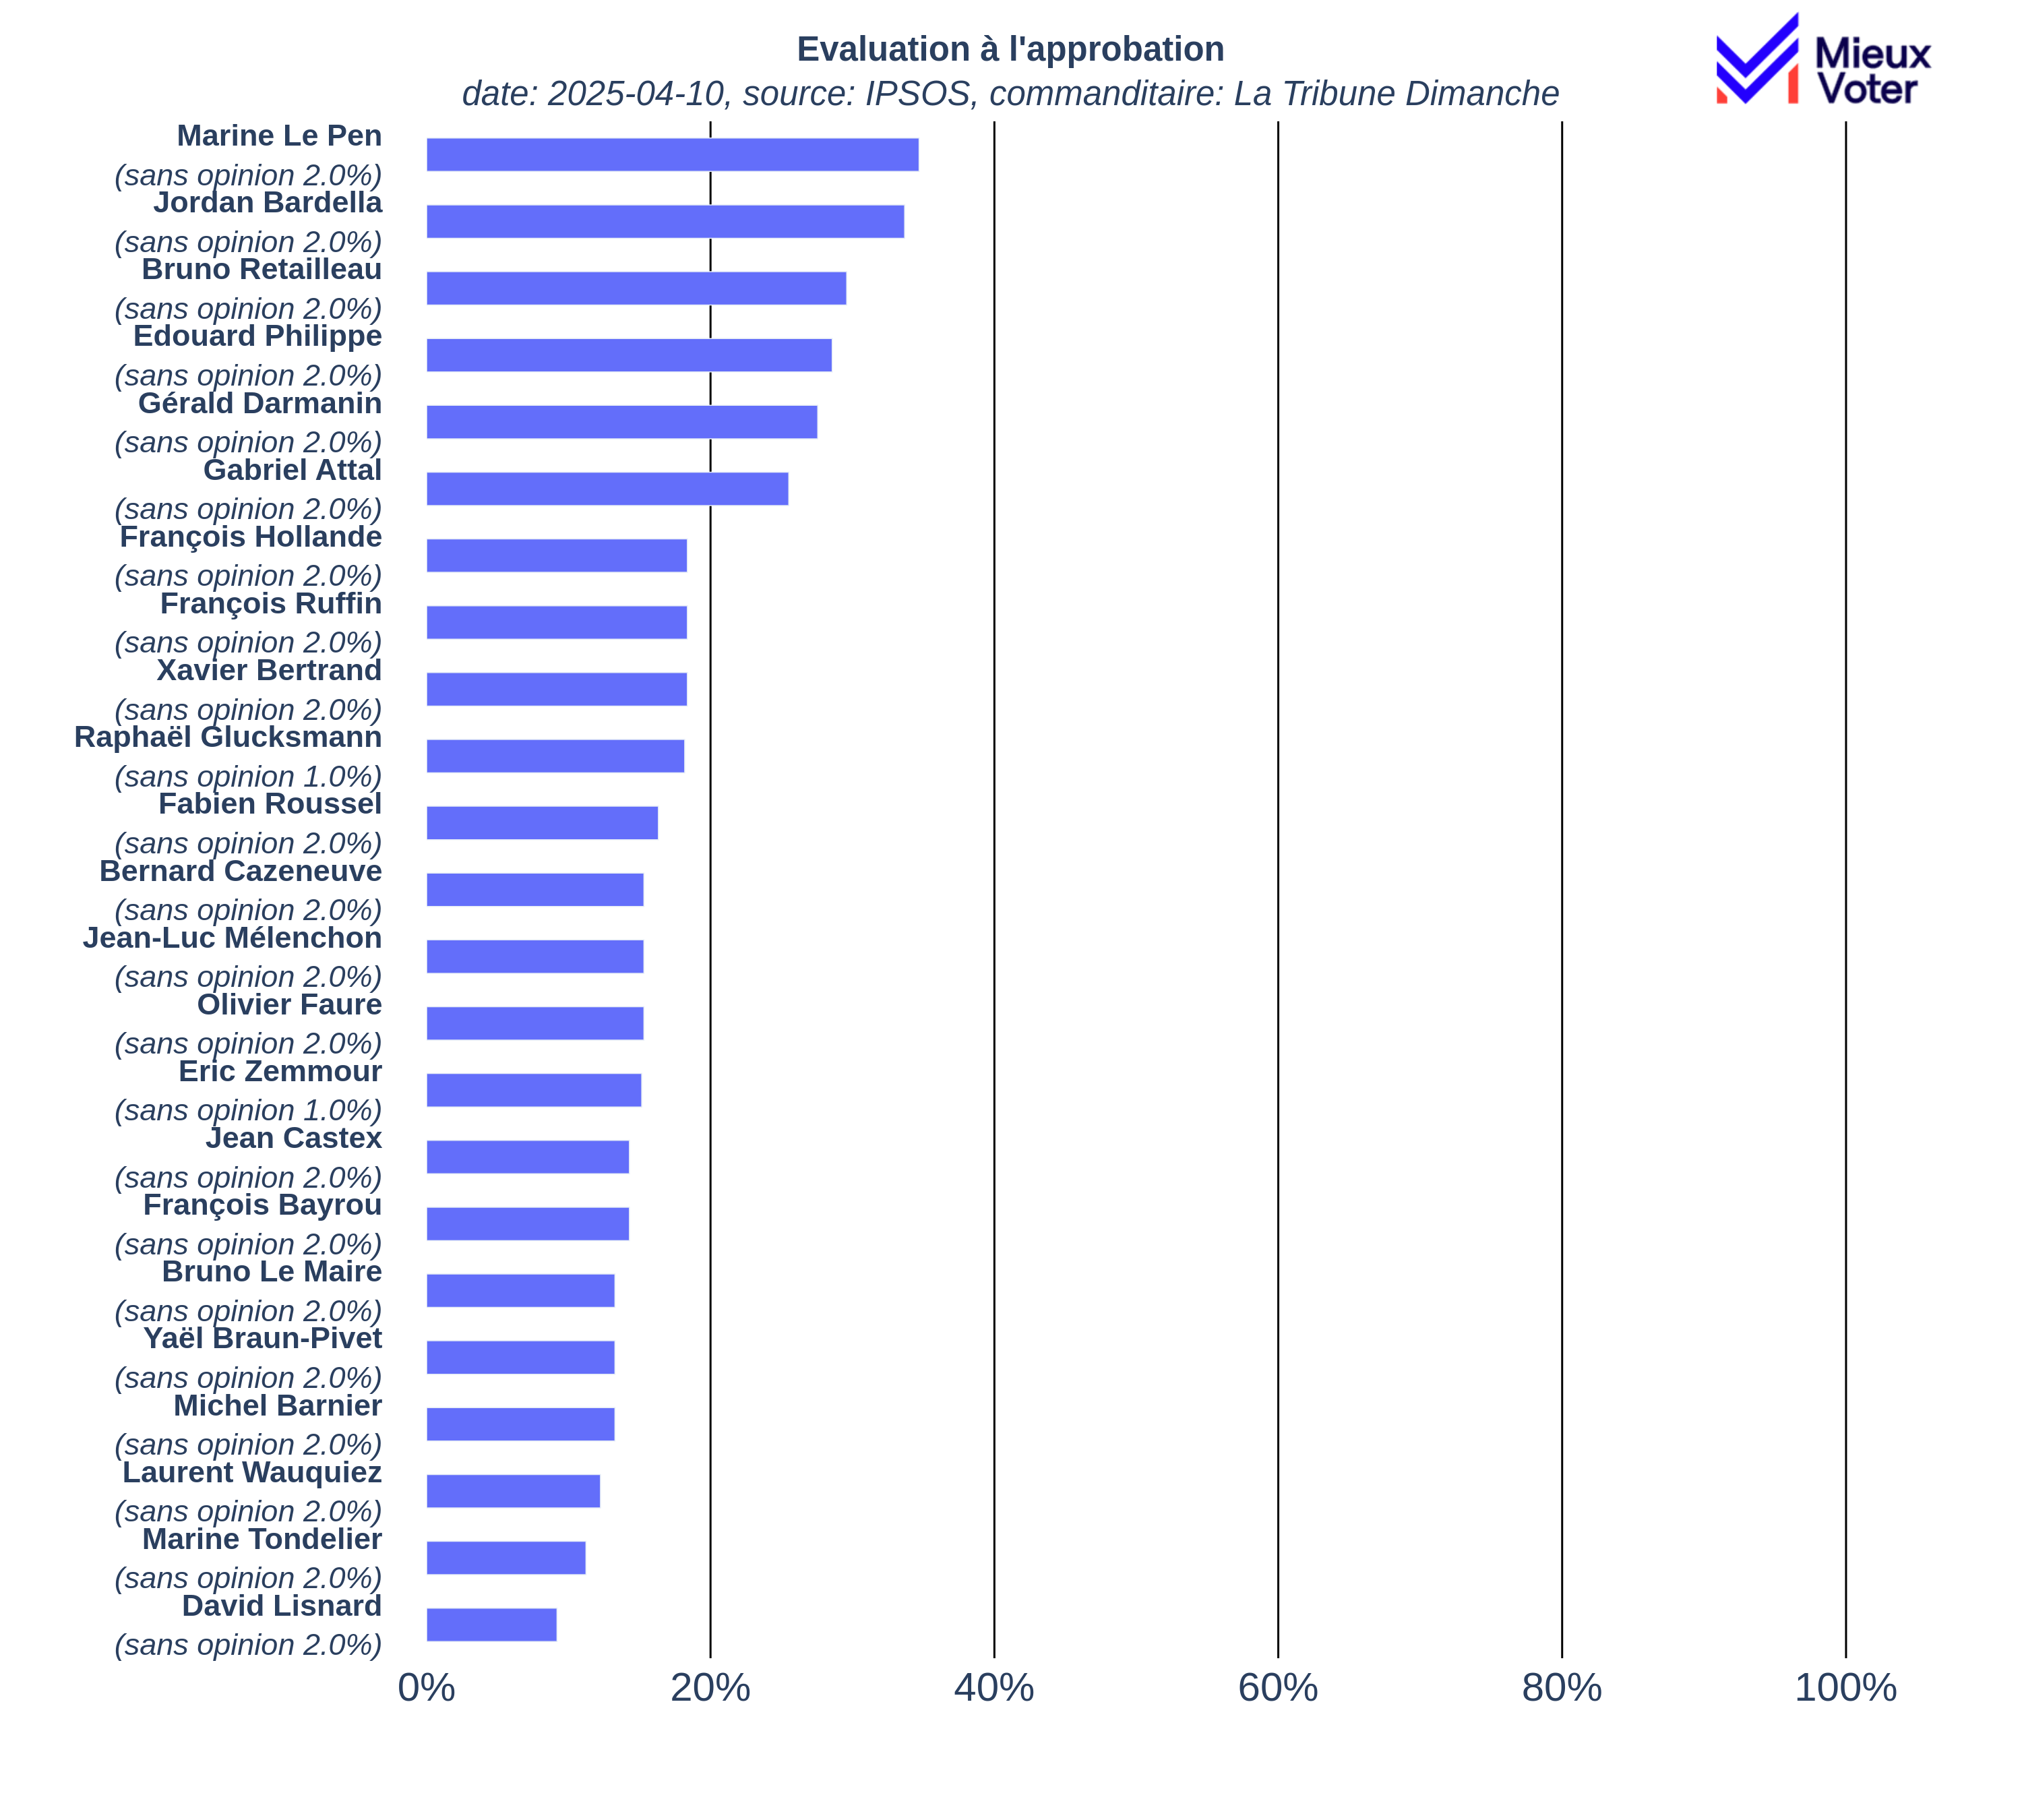 Evaluation à l'approbation
date: 2025-04-10, source: IPSOS, commanditaire: La Tribune Dimanche
Mieux
Voter
Marine Le Pen
(sans opinion 2.0%)
Jordan Bardella
(sans opinion 2.0%)
Bruno Retailleau
(sans opinion 2.0%)
Edouard Philippe
(sans opinion 2.0%)
Gérald Darmanin
(sans opinion 2.0%)
Gabriel Attal
(sans opinion 2.0%)
François Hollande
(sans opinion 2.0%)
François Ruffin
(sans opinion 2.0%)
Xavier Bertrand
(sans opinion 2.0%)
Raphaël Glucksmann
(sans opinion 1.0%)
Fabien Roussel
(sans opinion 2.0%)
Bernard Cazeneuve
(sans opinion 2.0%)
Jean-Luc Mélenchon
(sans opinion 2.0%)
Olivier Faure
(sans opinion 2.0%)
Eric Zemmour
(sans opinion 1.0%)
Jean Castex
(sans opinion 2.0%)
François Bayrou
(sans opinion 2.0%)
Bruno Le Maire
(sans opinion 2.0%)
Yaël Braun-Pivet
(sans opinion 2.0%)
Michel Barnier
(sans opinion 2.0%)
Laurent Wauquiez
(sans opinion 2.0%)
Marine Tondelier
(sans opinion 2.0%)
David Lisnard
(sans opinion 2.0%)
0% 20% 40% 60% 80% 100%